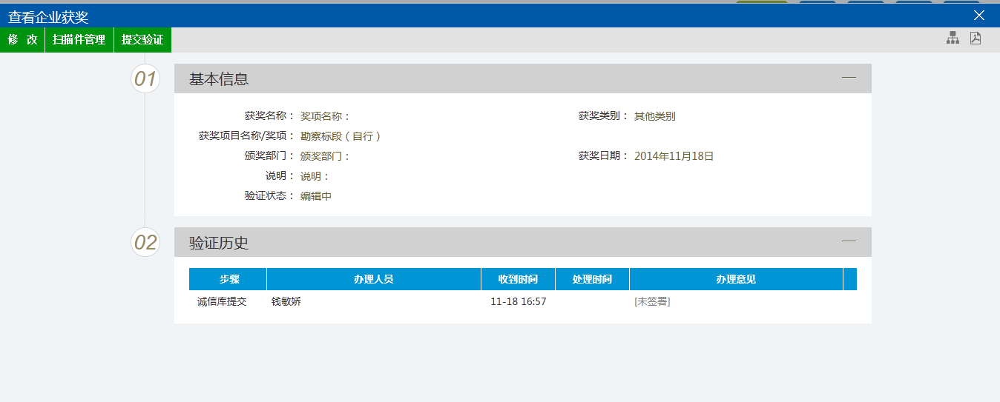 查看企业获奖
修 改 扫描件管理 提交验证
01 基本信息
获奖名称： 奖项名称： 获奖类别： 其他类别
获奖项目名称/奖项： 勘察标段（自行）
颁奖部门： 颁奖部门： 获奖日期： 2014年11月18日
说明： 说明：
验证状态： 编辑中
02 验证历史
步骤 办理人员 收到时间 处理时间 办理意见
诚信库提交 钱敏娇 11-18 16:57 [未签署]